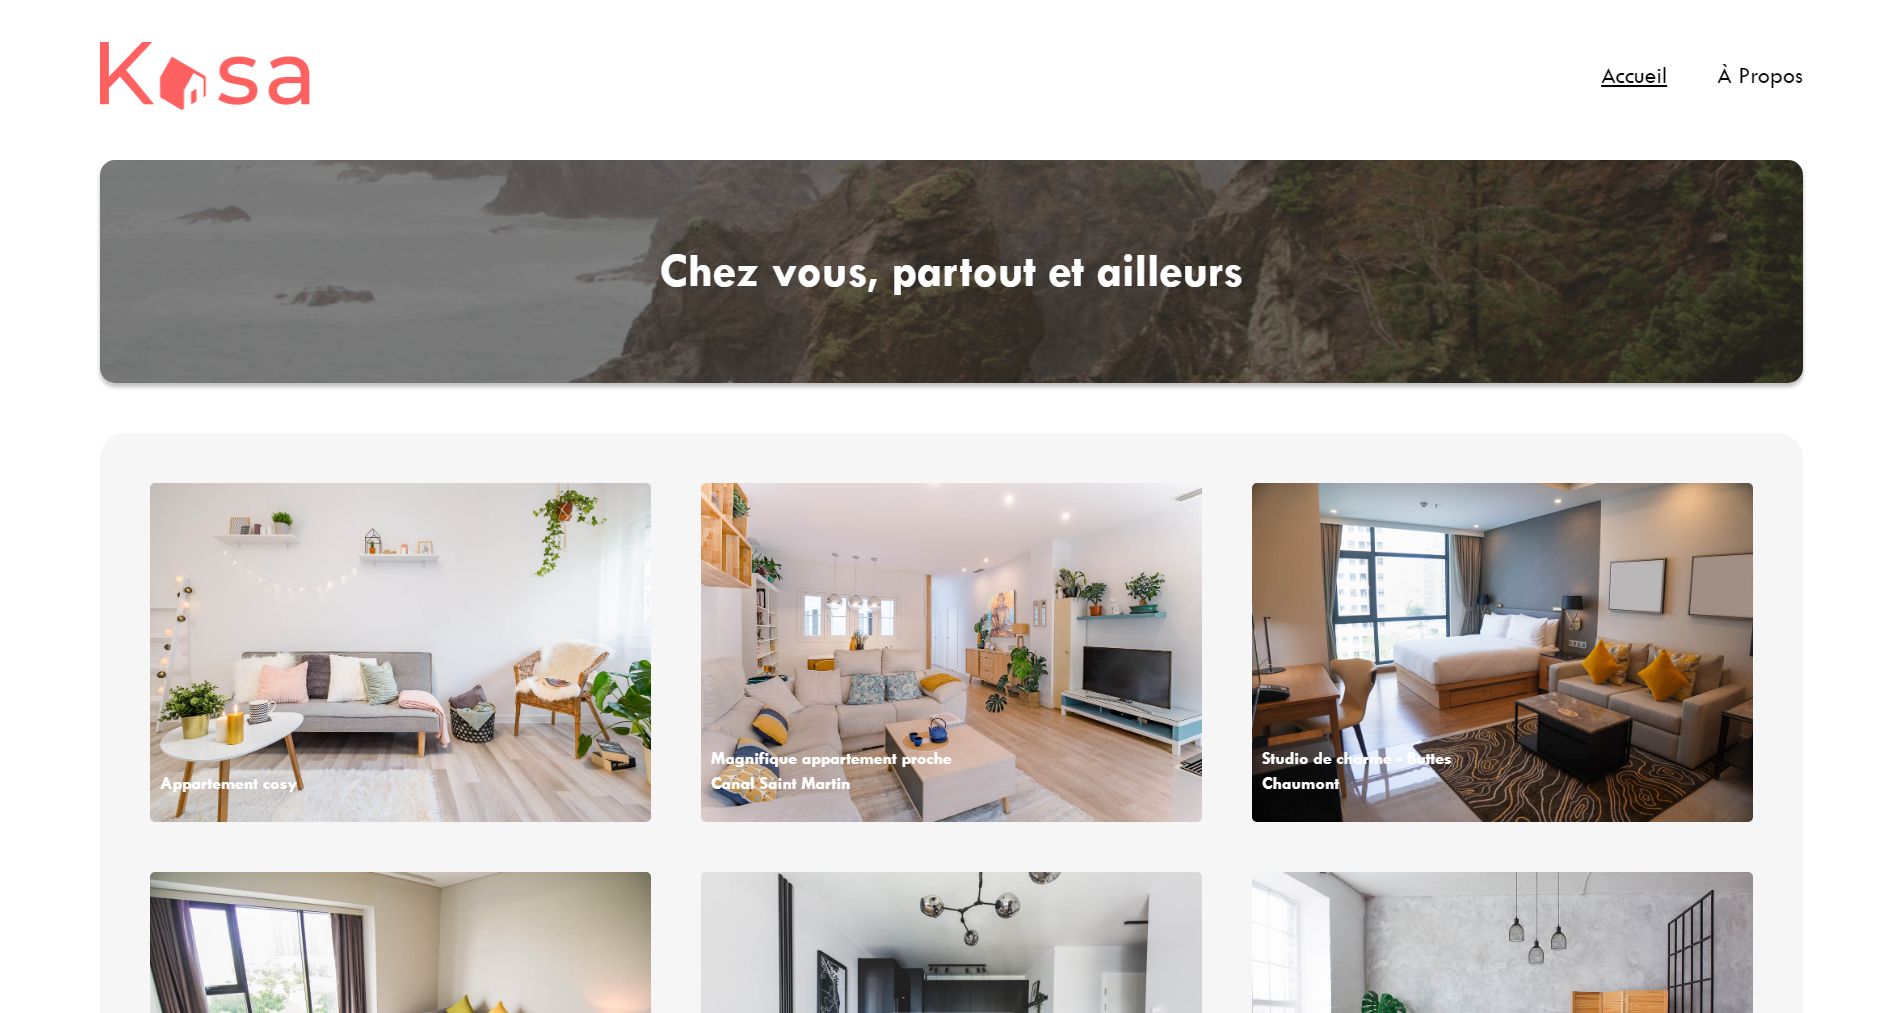 Kasa
Accueil
À Propos
Chez vous, partout et ailleurs
Appartement cosy
Magnifique appartement proche
Canal Saint Martin
Studio de charme - Buttes
Chaumont